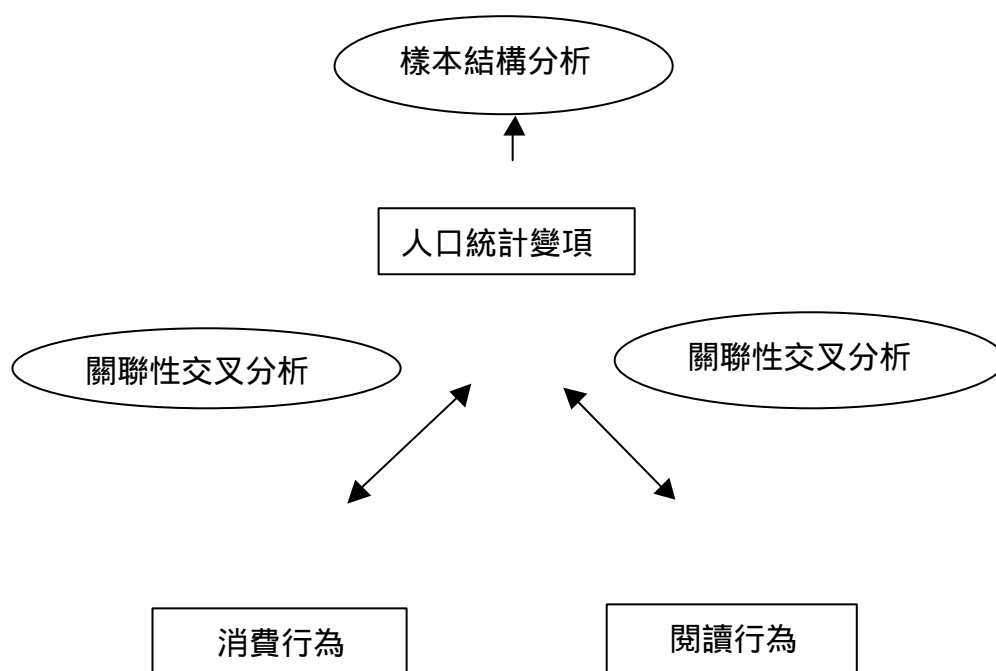 樣本結構分析
人口統計變項
關聯性交叉分析
關聯性交叉分析
消費行為
閱讀行為